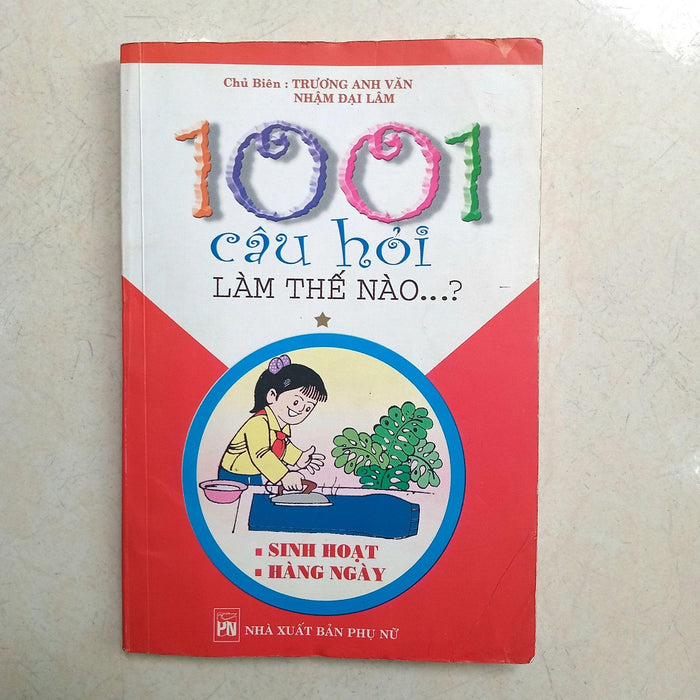 Chủ Biên : TRƯƠNG ANH VĂN
NHẬM ĐẠI LÂM
1001
câu hỏi
LÀM THẾ NÀO...?
SINH HOẠT
HÀNG NGÀY
PN
NHÀ XUẤT BẢN PHỤ NỮ